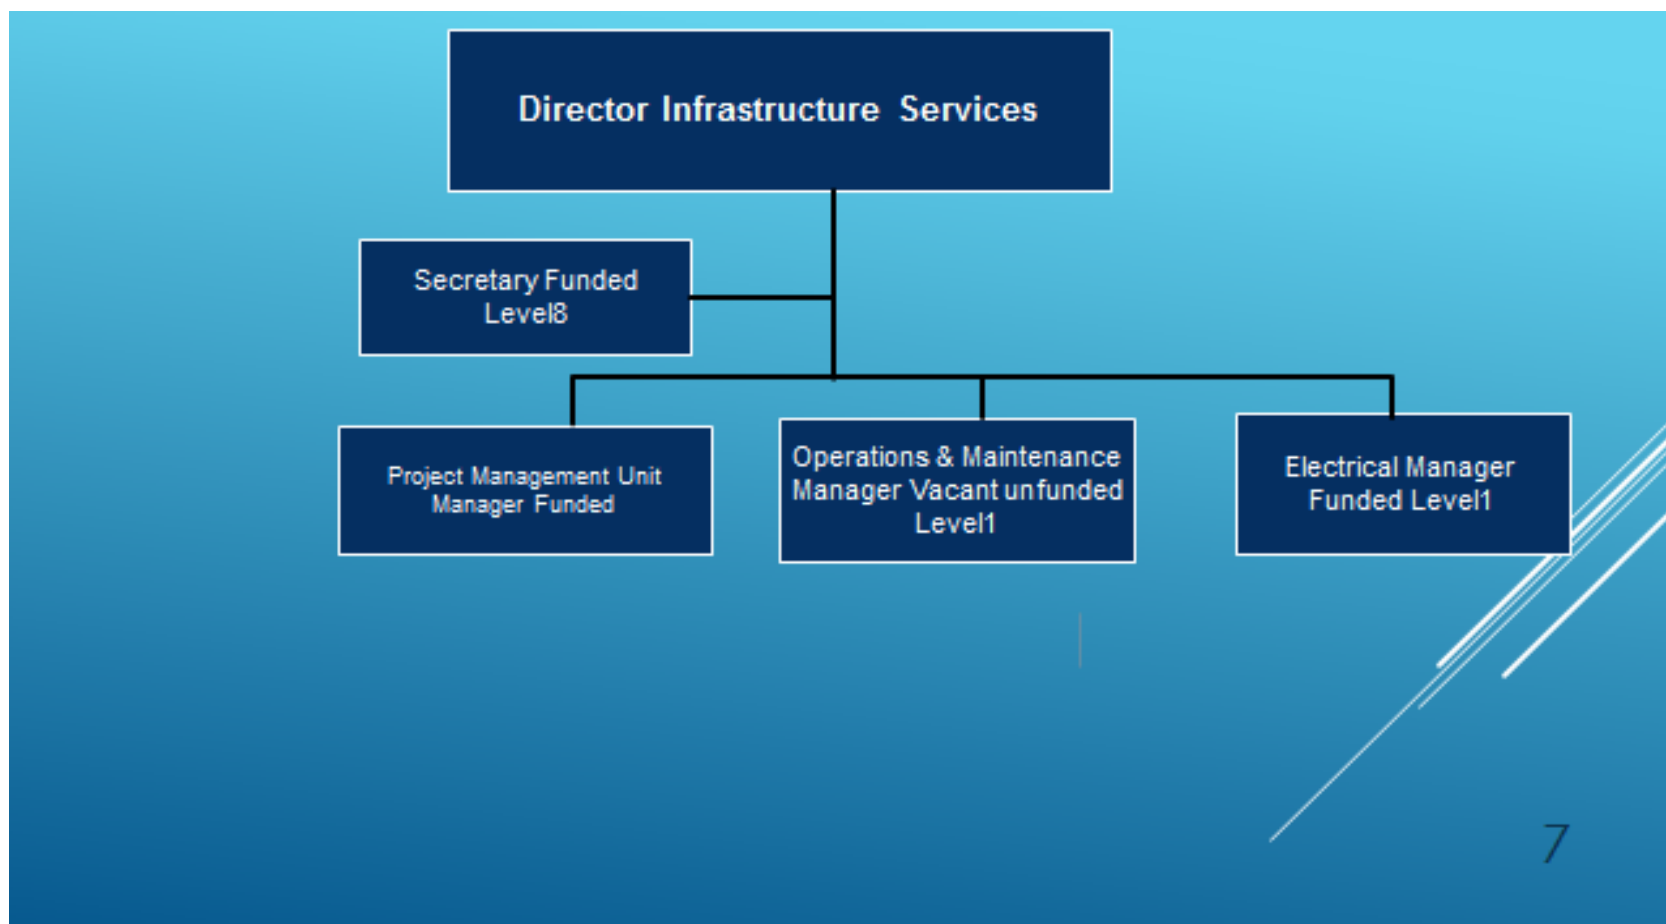 Director Infrastructure Services
Secretary Funded
Level8
Project Management Unit
Manager Funded
Operations & Maintenance
Manager Vacant unfunded
Level1
Electrical Manager
Funded Level1
7